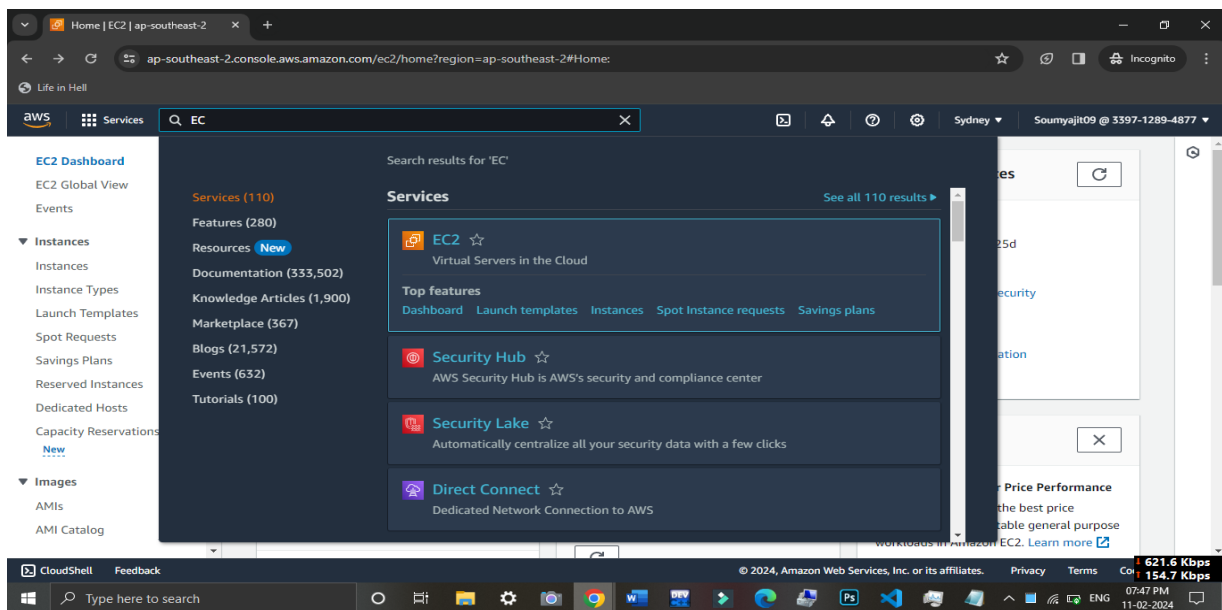 Home | EC2 | ap-southeast-2
ap-southeast-2.console.aws.amazon.com/ec2/home?region=ap-southeast-2#Home:
Incognito
Life in Hell
aws Services EC Sydney Soumyajit09 @ 3397-1289-4877
EC2 Dashboard
EC2 Global View
Events
Instances
Instances
Instance Types
Launch Templates
Spot Requests
Savings Plans
Reserved Instances
Dedicated Hosts
Capacity Reservations
New
Images
AMIs
AMI Catalog
Search results for 'EC'
Services (110)
Features (280)
Resources New
Documentation (333,502)
Knowledge Articles (1,900)
Marketplace (367)
Blogs (21,572)
Events (632)
Tutorials (100)
Services See all 110 results
EC2
Virtual Servers in the Cloud
Top features
Dashboard Launch templates Instances Spot Instance requests Savings plans
Security Hub
AWS Security Hub is AWS's security and compliance center
Security Lake
Automatically centralize all your security data with a few clicks
Direct Connect
Dedicated Network Connection to AWS
25d
Price Performance
the best price
general purpose
EC2. Learn more
CloudShell Feedback © 2024, Amazon Web Services, Inc. or its affiliates. Privacy Terms
621.6 Kbps
154.7 Kbps
Type here to search
W
DEV
PS
ENG
07:47 PM
11-02-2024